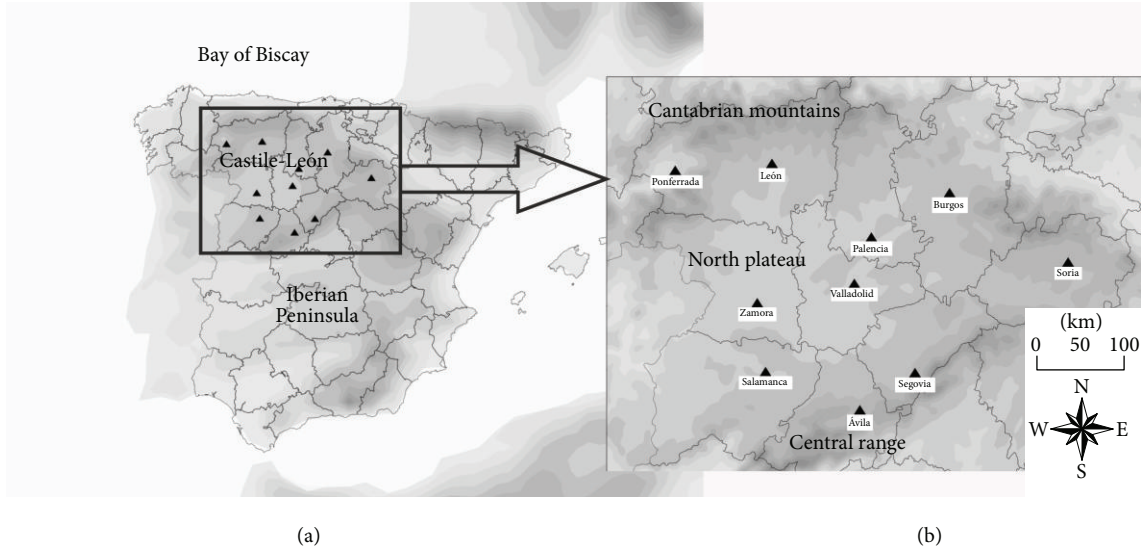 Bay of Biscay
Castile-León
Iberian
Peninsula
(a)
Cantabrian mountains
Ponferrada
León
Burgos
Palencia
North plateau
Soria
Valladolid
Zamora
Salamanca
Segovia
Ávila
Central range
(km)
0 50 100
N
W E
S
(b)